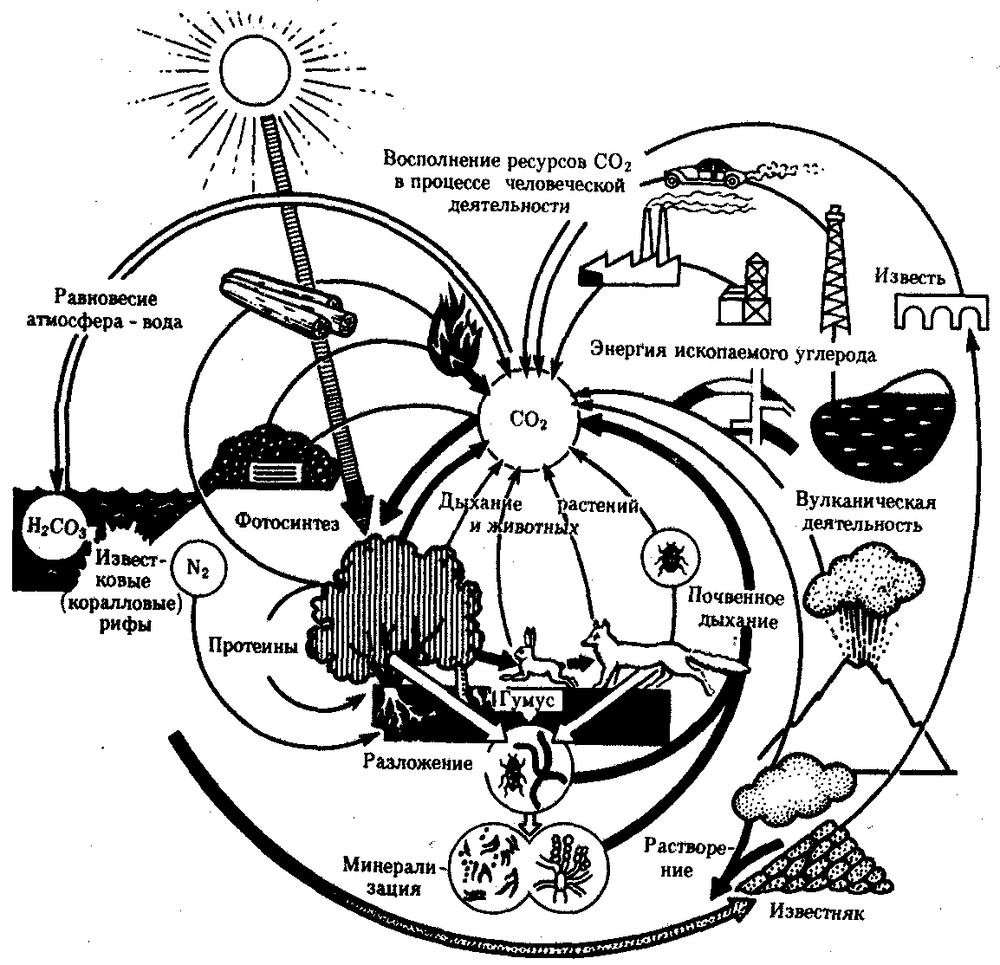 Восполнение ресурсов CO₂
в процессе человеческой
деятельности
Равновесие
атмосфера - вода
Известь
Энергия ископаемого углерода
CO₂
H₂CO₃
Фотосинтез
Дыхание растений
и животных
Вулканическая
деятельность
Извест-
ковые
(коралловые)
рифы
N₂
Почвенное
дыхание
Протеины
Гумус
Разложение
Минерали-
зация
Растворе-
ние
Известняк